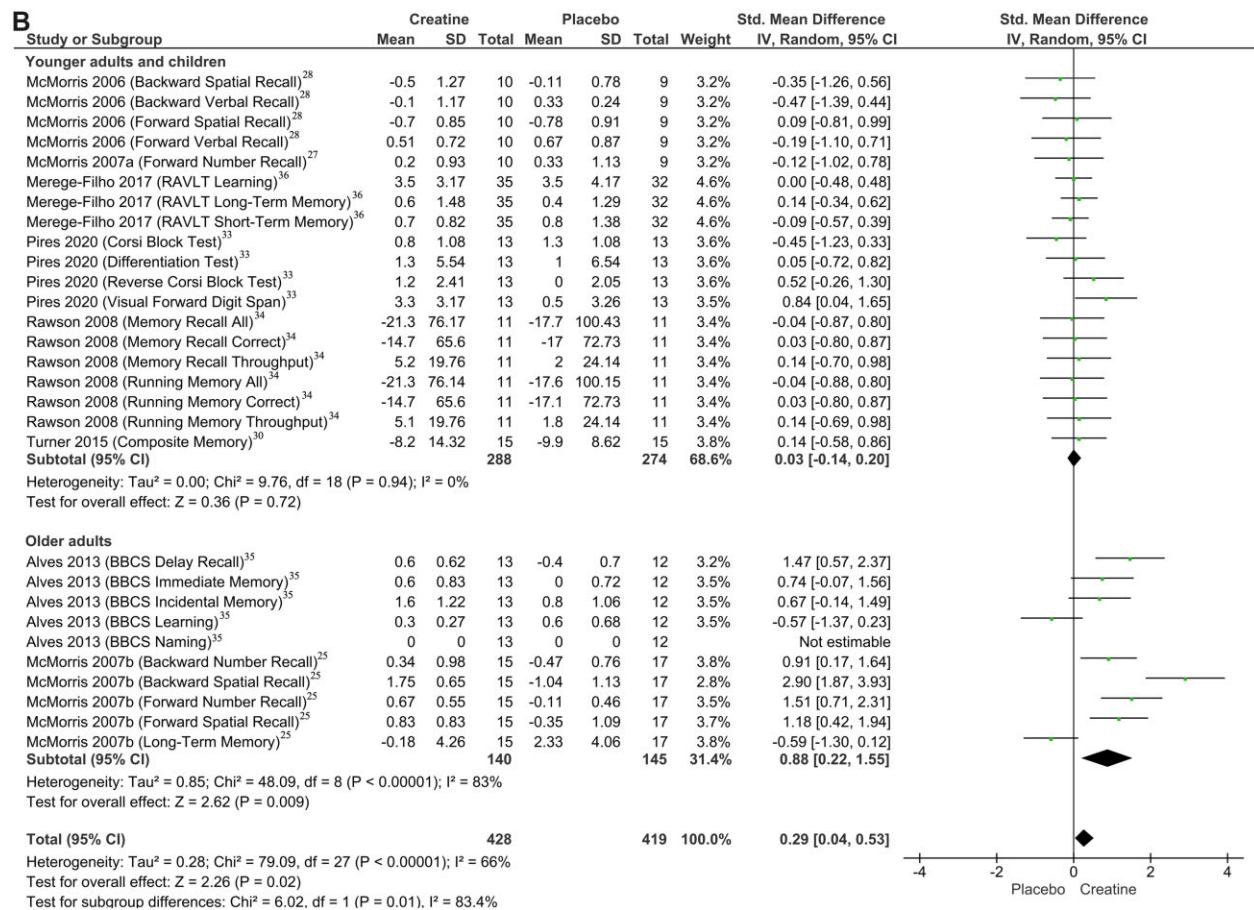 B
Creatine Placebo Std. Mean Difference Std. Mean Difference
Study or Subgroup Mean SD Total Mean SD Total Weight IV, Random, 95% CI IV, Random, 95% CI
Younger adults and children
McMorris 2006 (Backward Spatial Recall)28 -0.5 1.27 10 -0.11 0.78 9 3.2% -0.35 [-1.26, 0.56]
McMorris 2006 (Backward Verbal Recall)28 -0.1 1.17 10 0.33 0.24 9 3.2% -0.47 [-1.39, 0.44]
McMorris 2006 (Forward Spatial Recall)28 -0.7 0.85 10 -0.78 0.91 9 3.2% 0.09 [-0.81, 0.99]
McMorris 2006 (Forward Verbal Recall)28 0.51 0.72 10 0.67 0.87 9 3.2% -0.19 [-1.10, 0.71]
McMorris 2007a (Forward Number Recall)27 0.2 0.93 10 0.33 1.13 9 3.2% -0.12 [-1.02, 0.78]
Merege-Filho 2017 (RAVLT Learning)36 3.5 3.17 35 3.5 4.17 32 4.6% 0.00 [-0.48, 0.48]
Merege-Filho 2017 (RAVLT Long-Term Memory)36 0.6 1.48 35 0.4 1.29 32 4.6% 0.14 [-0.34, 0.62]
Merege-Filho 2017 (RAVLT Short-Term Memory)36 0.7 0.82 35 0.8 1.38 32 4.6% -0.09 [-0.57, 0.39]
Pires 2020 (Corsi Block Test)33 0.8 1.08 13 1.3 1.08 13 3.6% -0.45 [-1.23, 0.33]
Pires 2020 (Differentiation Test)33 1.3 5.54 13 1 6.54 13 3.6% 0.05 [-0.72, 0.82]
Pires 2020 (Reverse Corsi Block Test)33 1.2 2.41 13 0 2.05 13 3.6% 0.52 [-0.26, 1.30]
Pires 2020 (Visual Forward Digit Span)33 3.3 3.17 13 0.5 3.26 13 3.5% 0.84 [0.04, 1.65]
Rawson 2008 (Memory Recall All)34 -21.3 76.17 11 -17.7 100.43 11 3.4% -0.04 [-0.87, 0.80]
Rawson 2008 (Memory Recall Correct)34 -14.7 65.6 11 -17 72.73 11 3.4% 0.03 [-0.80, 0.87]
Rawson 2008 (Memory Recall Throughput)34 5.2 19.76 11 2 24.14 11 3.4% 0.14 [-0.70, 0.98]
Rawson 2008 (Running Memory All)34 -21.3 76.14 11 -17.6 100.15 11 3.4% -0.04 [-0.88, 0.80]
Rawson 2008 (Running Memory Correct)34 -14.7 65.6 11 -17.1 72.73 11 3.4% 0.03 [-0.80, 0.87]
Rawson 2008 (Running Memory Throughput)34 5.1 19.76 11 1.8 24.14 11 3.4% 0.14 [-0.69, 0.98]
Turner 2015 (Composite Memory)30 -8.2 14.32 15 -9.9 8.62 15 3.8% 0.14 [-0.58, 0.86]
Subtotal (95% CI) 288 274 68.6% 0.03 [-0.14, 0.20]
Heterogeneity: Tau² = 0.00; Chi² = 9.76, df = 18 (P = 0.94); I² = 0%
Test for overall effect: Z = 0.36 (P = 0.72)
Older adults
Alves 2013 (BBCS Delay Recall)35 0.6 0.62 13 -0.4 0.7 12 3.2% 1.47 [0.57, 2.37]
Alves 2013 (BBCS Immediate Memory)35 0.6 0.83 13 0 0.72 12 3.5% 0.74 [-0.07, 1.56]
Alves 2013 (BBCS Incidental Memory)35 1.6 1.22 13 0.8 1.06 12 3.5% 0.67 [-0.14, 1.49]
Alves 2013 (BBCS Learning)35 0.3 0.27 13 0.6 0.68 12 3.5% -0.57 [-1.37, 0.23]
Alves 2013 (BBCS Naming)35 0 0 13 0 0 12 Not estimable
McMorris 2007b (Backward Number Recall)25 0.34 0.98 15 -0.47 0.76 17 3.8% 0.91 [0.17, 1.64]
McMorris 2007b (Backward Spatial Recall)25 1.75 0.65 15 -1.04 1.13 17 2.8% 2.90 [1.87, 3.93]
McMorris 2007b (Forward Number Recall)25 0.67 0.55 15 -0.11 0.46 17 3.5% 1.51 [0.71, 2.31]
McMorris 2007b (Forward Spatial Recall)25 0.83 0.83 15 -0.35 1.09 17 3.7% 1.18 [0.42, 1.94]
McMorris 2007b (Long-Term Memory)25 -0.18 4.26 15 2.33 4.06 17 3.8% -0.59 [-1.30, 0.12]
Subtotal (95% CI) 140 145 31.4% 0.88 [0.22, 1.55]
Heterogeneity: Tau² = 0.85; Chi² = 48.09, df = 8 (P < 0.00001); I² = 83%
Test for overall effect: Z = 2.62 (P = 0.009)
Total (95% CI) 428 419 100.0% 0.29 [0.04, 0.53]
Heterogeneity: Tau² = 0.28; Chi² = 79.09, df = 27 (P < 0.00001); I² = 66%
Test for overall effect: Z = 2.26 (P = 0.02)
Test for subgroup differences: Chi² = 6.02, df = 1 (P = 0.01), I² = 83.4%
-4 -2 0 2 4
Placebo Creatine